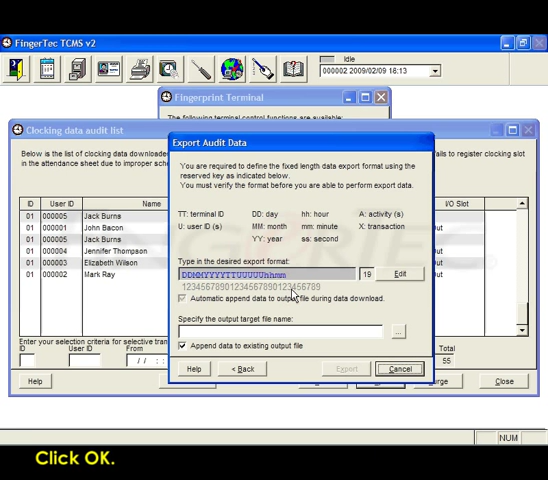 FingerTec TCMS v2
Idle
000002 2009/02/09 18:13
Fingerprint Terminal
The following terminal control functions are available:
Clocking data audit list
Below is the list of clocking data downloaded
fails to register clocking slot
in the attendance sheet due to improper
ID User ID Name I/O Slot
01 000005 Jack Burns
01 000001 John Bacon Out
01 000005 Jack Burns
01 000004 Jennifer Thompson Out
01 000003 Elizabeth Wilson Out
01 000002 Mark Ray Out
Enter your selection criteria for selective
ID User ID From Total
/ / : 55
Help Close
Export Audit Data
You are required to define the fixed length data export format using the
reserved key as indicated below.
You must verify the format before you are able to perform export data.
TT: terminal ID DD: day hh: hour A: activity (s)
U: user ID (s) MM: month mm: minute X: transaction
YY: year ss: second
Type in the desired export format:
DDMMYYYYTTUUUUUhhmm 19 Edit
1234567890123456789012345678 9
Automatic append data to output file during data download.
Specify the output target file name:
...
Append data to existing output file
Help < Back Export Cancel
NUM
Click OK.